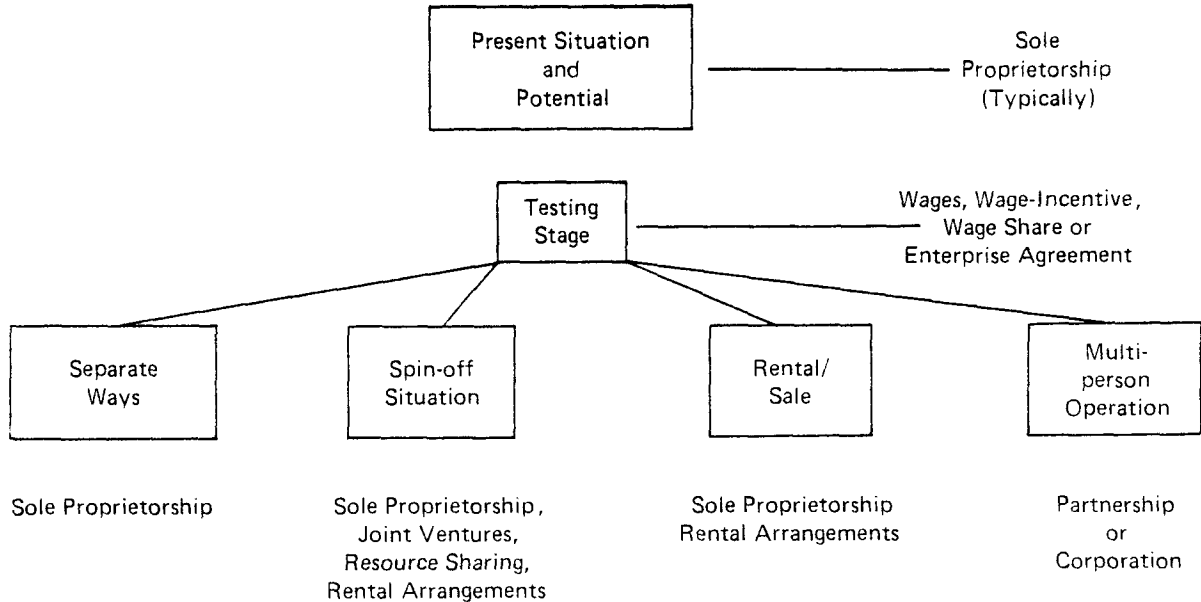 Present Situation
and
Potential
Sole
Proprietorship
(Typically)
Testing
Stage
Wages, Wage-Incentive,
Wage Share or
Enterprise Agreement
Separate
Ways
Spin-off
Situation
Rental/
Sale
Multi-
person
Operation
Sole Proprietorship
Sole Proprietorship,
Joint Ventures,
Resource Sharing,
Rental Arrangements
Sole Proprietorship
Rental Arrangements
Partnership
or
Corporation